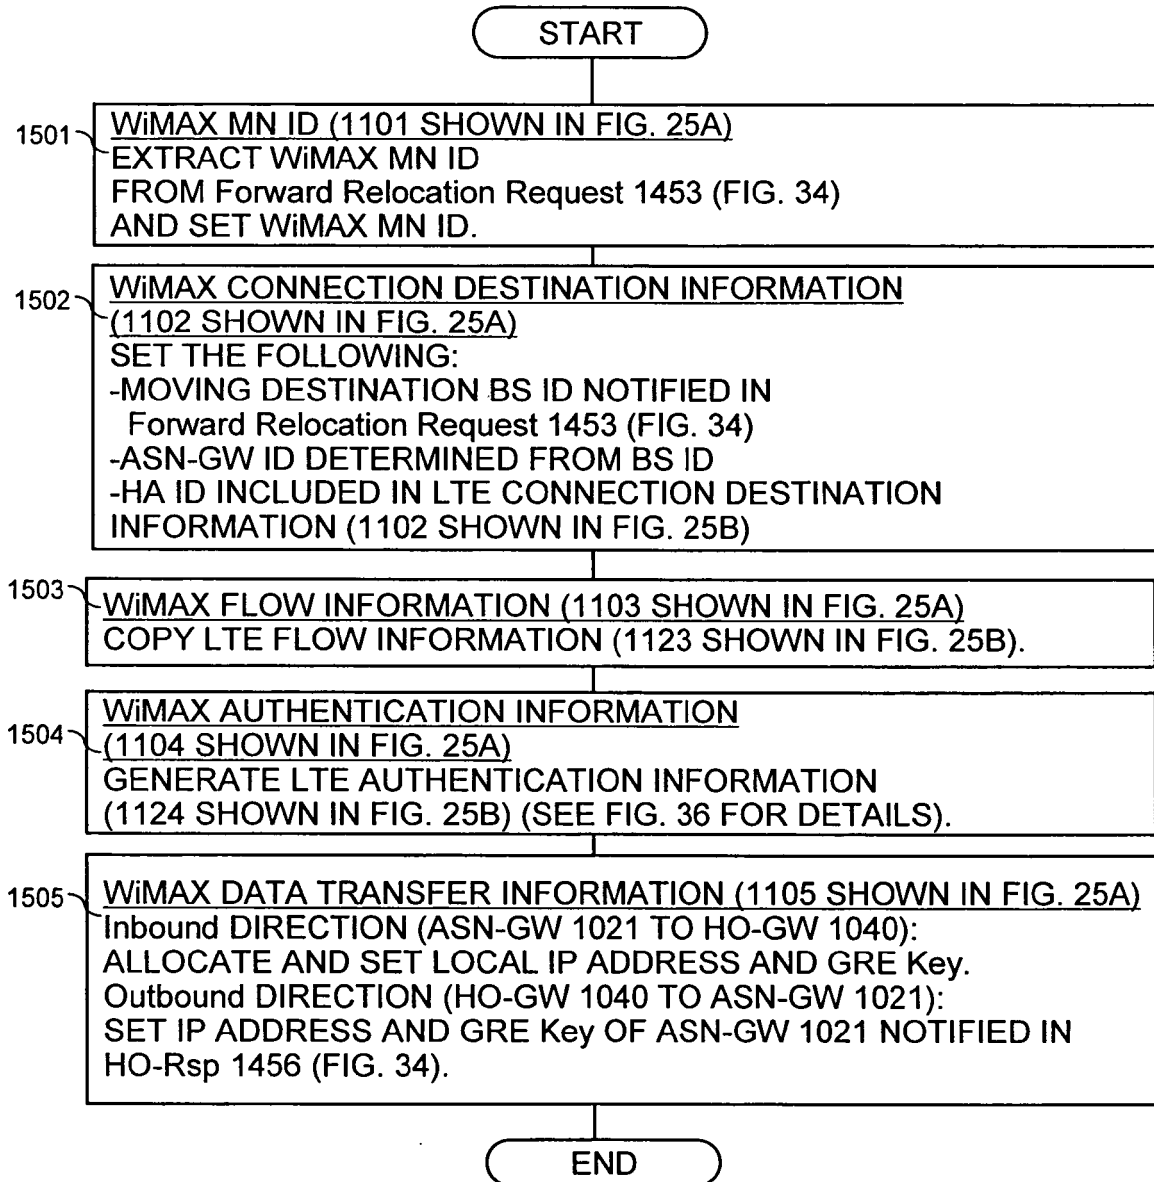 START
1501
WiMAX MN ID (1101 SHOWN IN FIG. 25A)
EXTRACT WiMAX MN ID
FROM Forward Relocation Request 1453 (FIG. 34)
AND SET WiMAX MN ID.
1502
WiMAX CONNECTION DESTINATION INFORMATION
(1102 SHOWN IN FIG. 25A)
SET THE FOLLOWING:
-MOVING DESTINATION BS ID NOTIFIED IN
Forward Relocation Request 1453 (FIG. 34)
-ASN-GW ID DETERMINED FROM BS ID
-HA ID INCLUDED IN LTE CONNECTION DESTINATION
INFORMATION (1102 SHOWN IN FIG. 25B)
1503
WiMAX FLOW INFORMATION (1103 SHOWN IN FIG. 25A)
COPY LTE FLOW INFORMATION (1123 SHOWN IN FIG. 25B).
1504
WiMAX AUTHENTICATION INFORMATION
(1104 SHOWN IN FIG. 25A)
GENERATE LTE AUTHENTICATION INFORMATION
(1124 SHOWN IN FIG. 25B) (SEE FIG. 36 FOR DETAILS).
1505
WiMAX DATA TRANSFER INFORMATION (1105 SHOWN IN FIG. 25A)
Inbound DIRECTION (ASN-GW 1021 TO HO-GW 1040):
ALLOCATE AND SET LOCAL IP ADDRESS AND GRE Key.
Outbound DIRECTION (HO-GW 1040 TO ASN-GW 1021):
SET IP ADDRESS AND GRE Key OF ASN-GW 1021 NOTIFIED IN
HO-Rsp 1456 (FIG. 34).
END